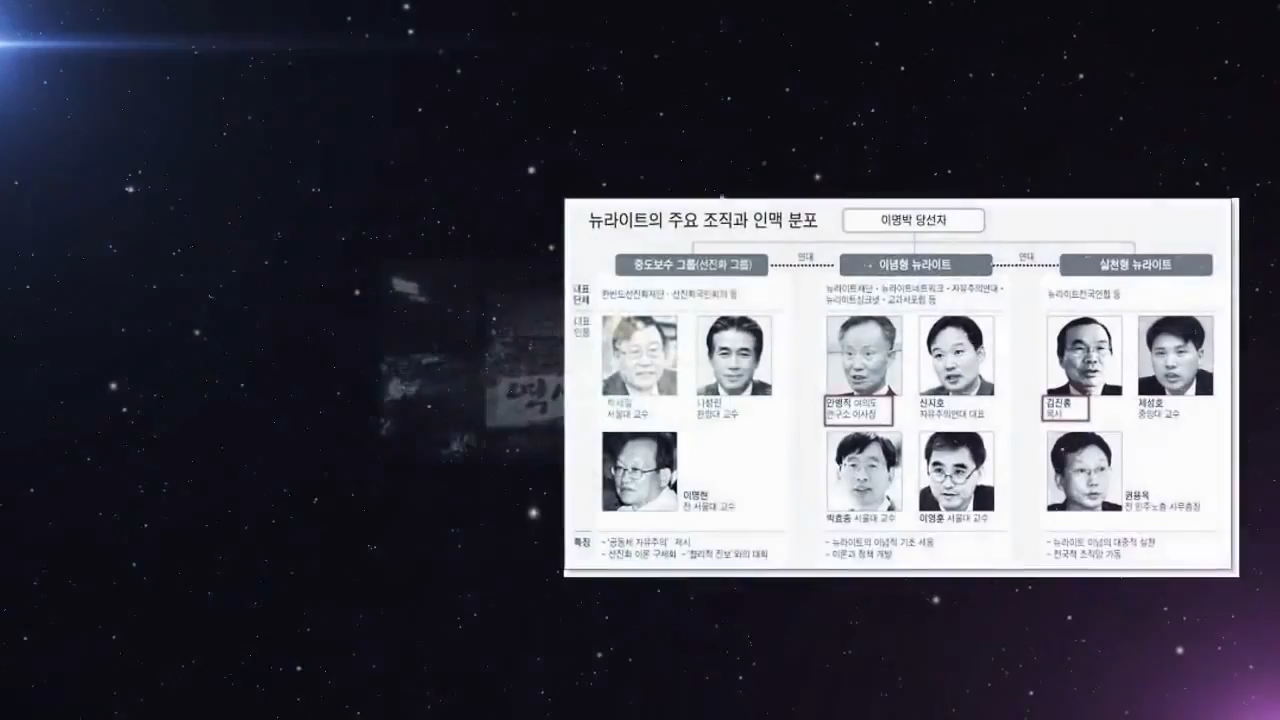 뉴라이트의 주요 조직과 인맥 분포
이명박 당선자
중도보수 그룹(선진화 그룹)
연대
이념형 뉴라이트
연대
실천형 뉴라이트
대표
단체
한반도선진화재단·선진화국민회의 등
뉴라이트재단·뉴라이트네트워크·자유주의연대·
뉴라이트싱크넷·교과서포럼 등
뉴라이트전국연합 등
대표
인물
박세일
서울대 교수
나성린
한양대 교수
안병직 여의도
연구소 이사장
신지호
자유주의연대 대표
김진홍
목사
제성호
중앙대 교수
이명현
전 서울대 교수
박효종 서울대 교수
이영훈 서울대 교수
권용목
전 민주노총 사무총장
특징
-'공동체 자유주의' 제시
-선진화 이론 구체화 -'합리적 진보'와의 대화
-뉴라이트의 이념적 기초 세움
-이론과 정책 개발
-뉴라이트 이념의 대중적 실천
-전국적 조직망 가동